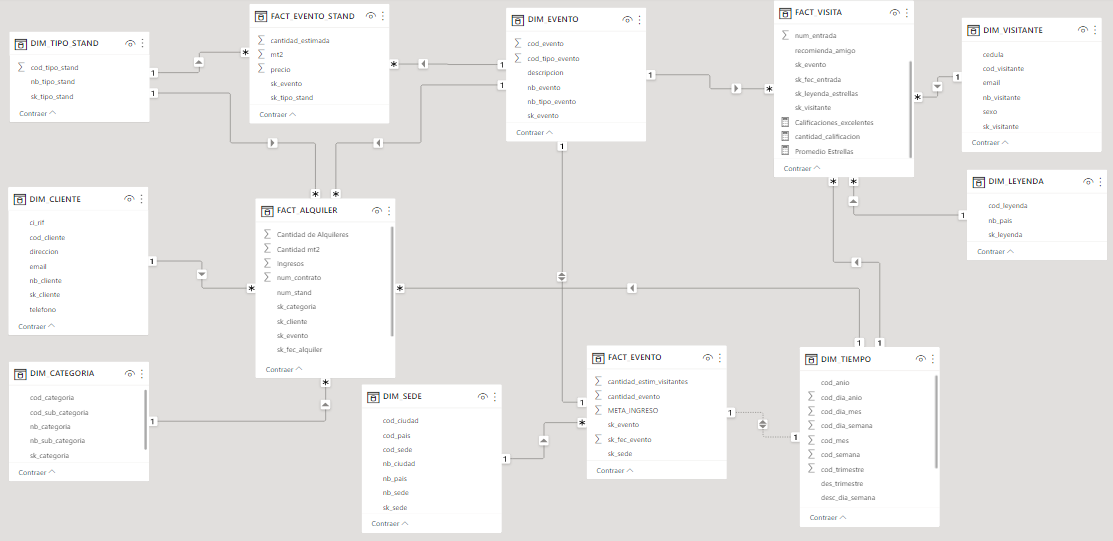 DIM_TIPO STAND
cod_tipo_stand
nb_tipo_stand
sk_tipo_stand
Contraer
1
1
FACT_EVENTO STAND
cantidad_estimada
mt2
precio
sk_evento
sk_tipo_stand
Contraer
*
*
DIM_EVENTO
cod_evento
cod_tipo_evento
descripcion
nb_evento
nb_tipo_evento
sk_evento
Contraer
1
1
1
1
FACT_VISITA
num_entrada
recomienda_amigo
sk_evento
sk_fec_entrada
sk_leyenda_estrellas
sk_visitante
Calificaciones_excelentes
cantidad_calificacion
Promedio Estrellas
Contraer
*
*
*
*
DIM_VISITANTE
cedula
cod_visitante
email
nb_visitante
sexo
sk_visitante
Contraer
1
DIM_LEYENDA
cod_leyenda
nb_pais
sk_leyenda
Contraer
1
DIM_CLIENTE
ci_rif
cod_cliente
direccion
email
nb_cliente
sk_cliente
telefono
Contraer
1
FACT_ALQUILER
Cantidad de Alquileres
Cantidad mt2
Ingresos
num_contrato
num_stand
sk_categoria
sk_cliente
sk_evento
sk_fec_alquiler
Contraer
*
*
*
*
*
DIM_CATEGORIA
cod_categoria
cod_sub_categoria
nb_categoria
nb_sub_categoria
sk_categoria
Contraer
1
DIM_SEDE
cod_ciudad
cod_pais
cod_sede
nb_ciudad
nb_pais
nb_sede
sk_sede
Contraer
1
FACT_EVENTO
cantidad_estim_visitantes
cantidad_evento
META_INGRESO
sk_evento
sk_fec_evento
sk_sede
Contraer
1
*
1
DIM_TIEMPO
cod_anio
cod_dia_anio
cod_dia_mes
cod_dia_semana
cod_mes
cod_semana
cod_trimestre
des_trimestre
desc_dia_semana
Contraer
1
1
1